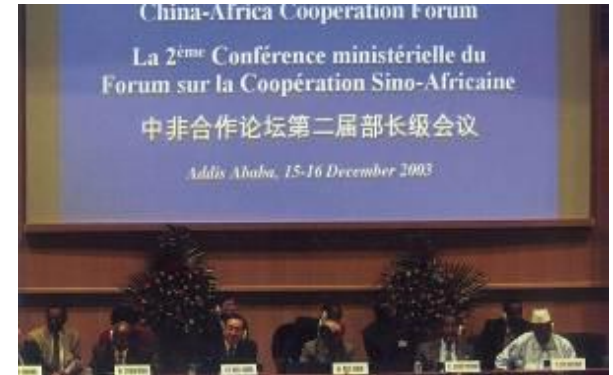 China-Africa Cooperation Forum
La 2ème Conférence ministérielle du
Forum sur la Coopération Sino-Africaine
中非合作论坛第二届部长级会议
Addis Ababa, 15-16 December 2003